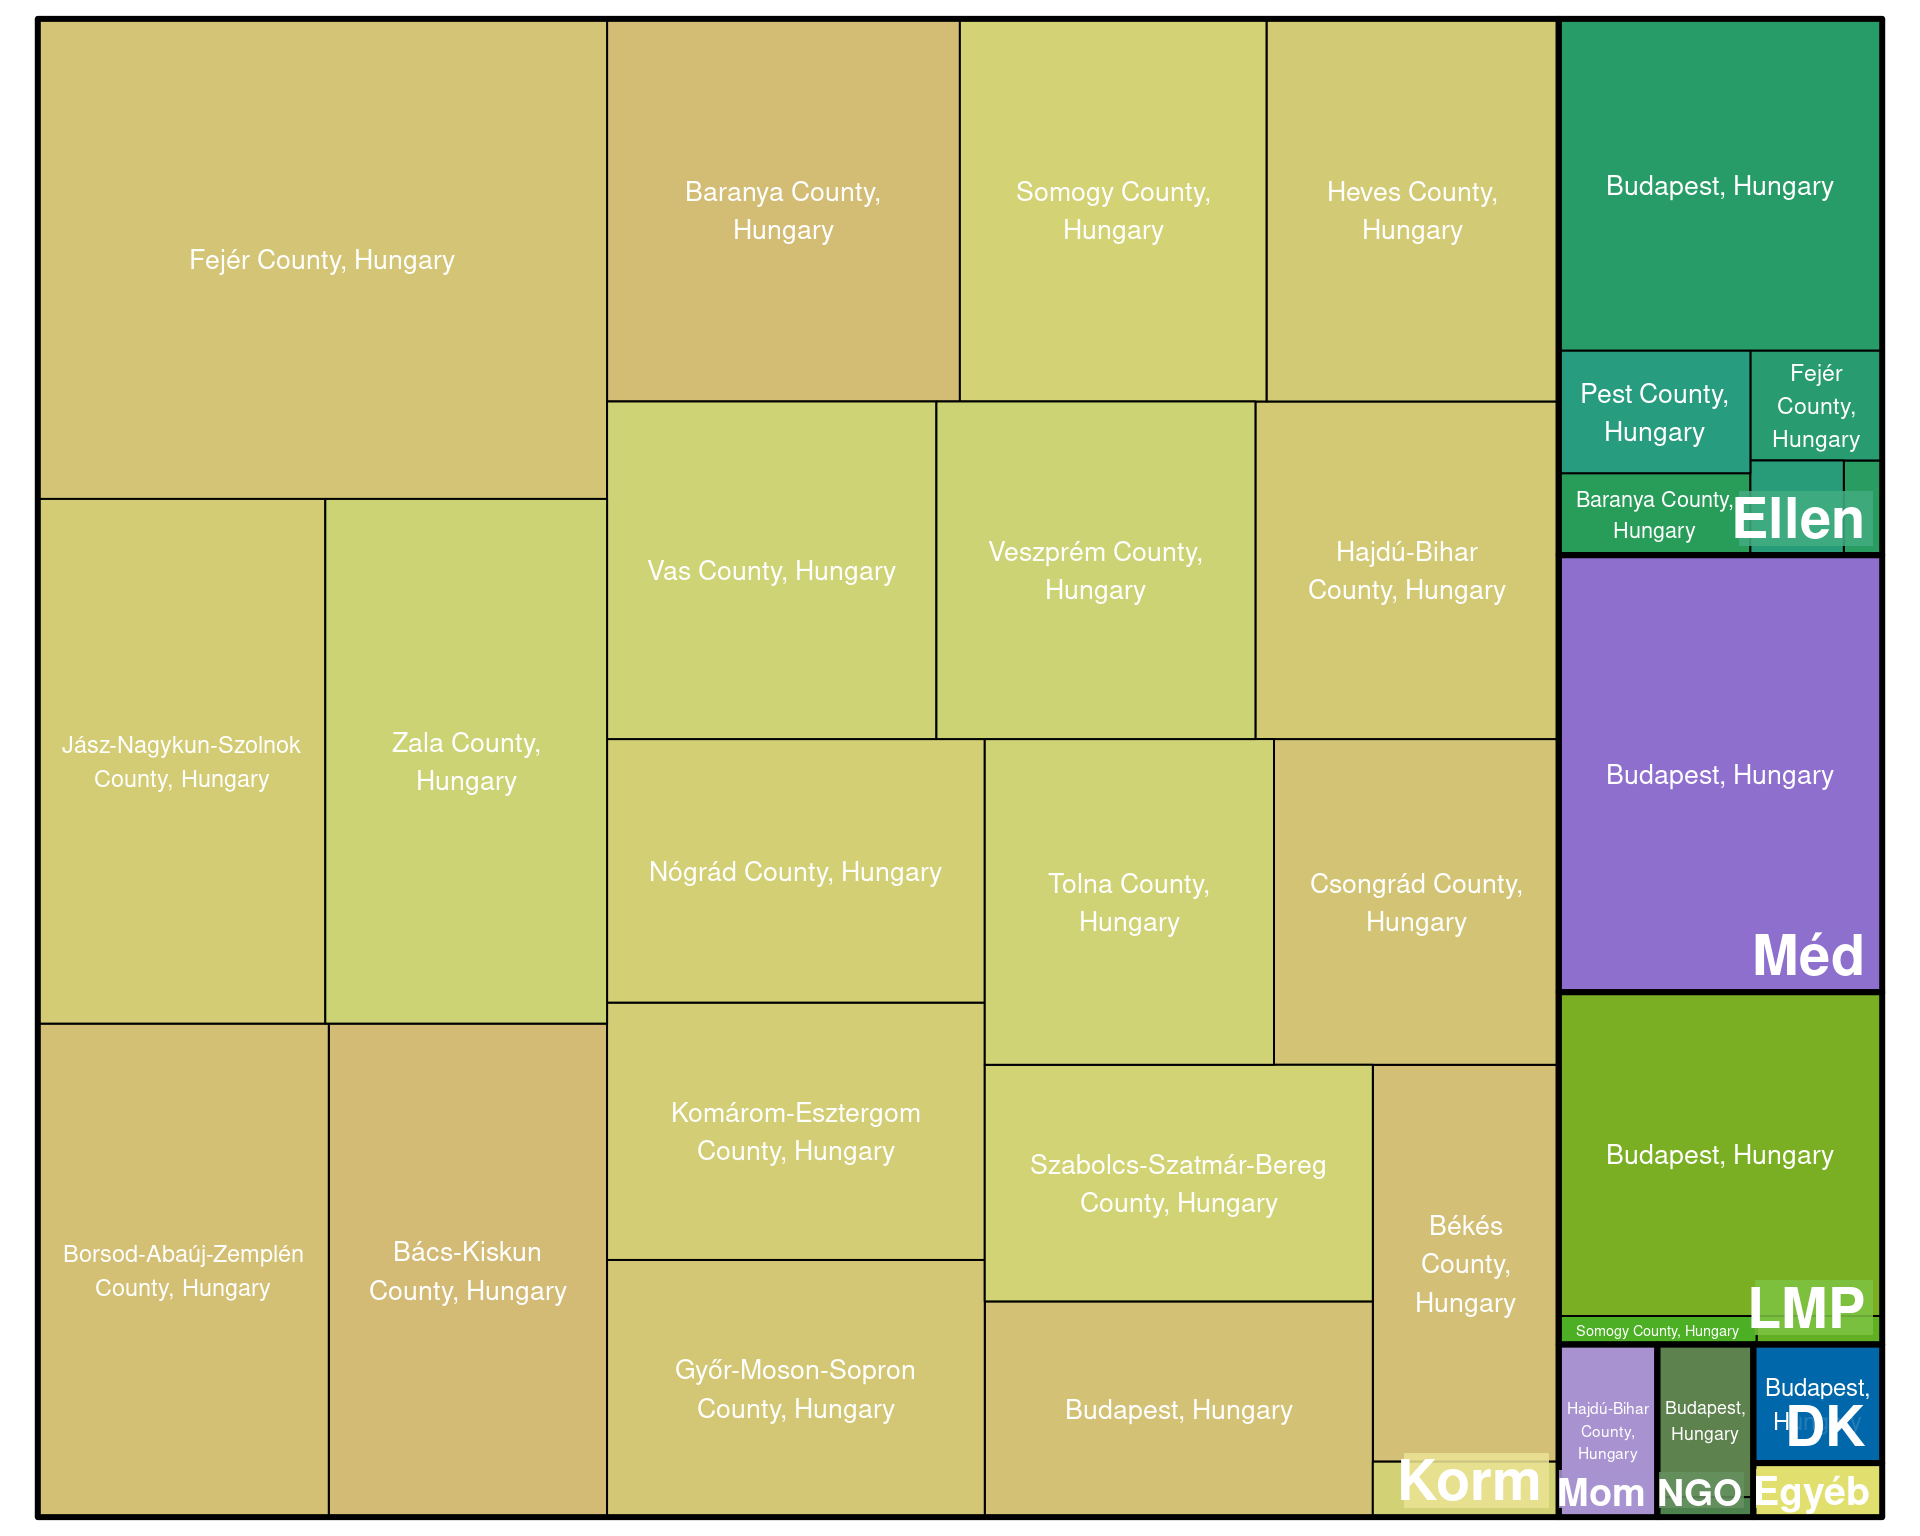 Fejér County, Hungary
Baranya County,
Hungary
Somogy County,
Hungary
Heves County,
Hungary
Jász-Nagykun-Szolnok
County, Hungary
Zala County,
Hungary
Vas County, Hungary
Veszprém County,
Hungary
Hajdú-Bihar
County, Hungary
Nógrád County, Hungary
Tolna County,
Hungary
Csongrád County,
Hungary
Borsod-Abaúj-Zemplén
County, Hungary
Bács-Kiskun
County, Hungary
Komárom-Esztergom
County, Hungary
Győr-Moson-Sopron
County, Hungary
Szabolcs-Szatmár-Bereg
County, Hungary
Budapest, Hungary
Békés
County,
Hungary
Korm
Budapest, Hungary
Pest County,
Hungary
Fejér
County,
Hungary
Baranya County,
Hungary
Ellen
Budapest, Hungary
Méd
Budapest, Hungary
Somogy County, Hungary
LMP
Hajdú-Bihar
County,
Hungary
Mom
Budapest,
Hungary
NGO
Budapest,
Hungary
DK
Egyéb